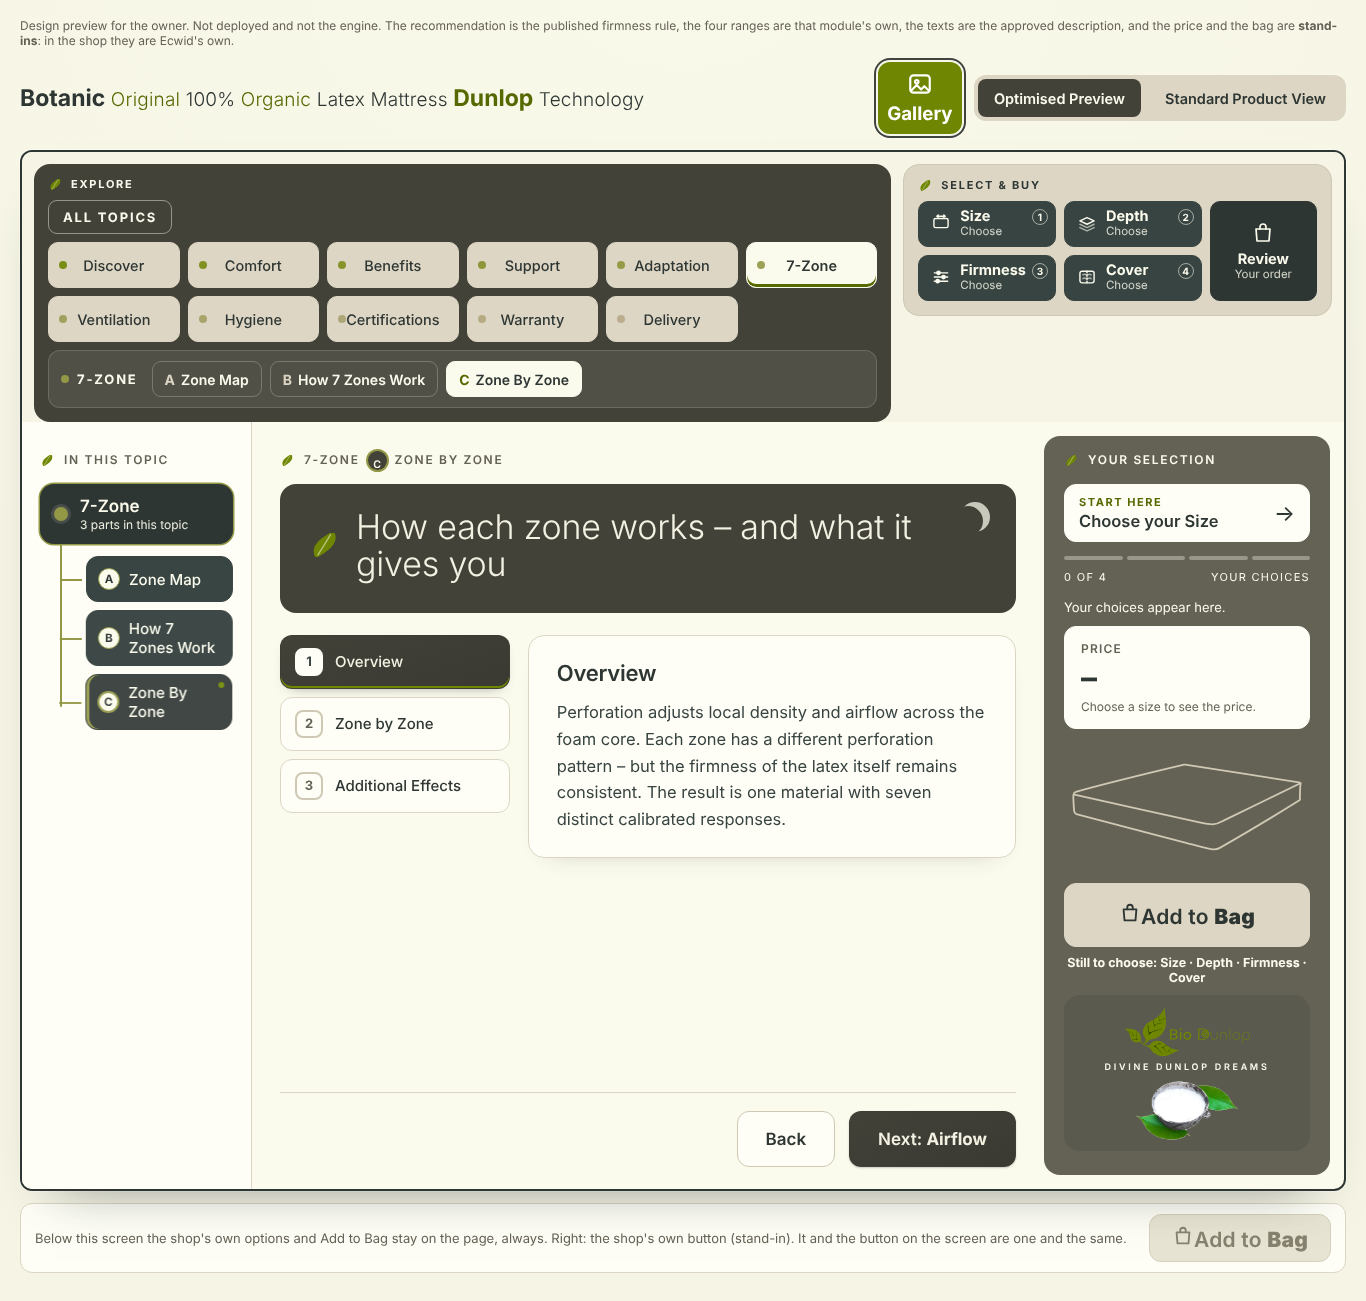 Design preview for the owner. Not deployed and not the engine. The recommendation is the published firmness rule, the four ranges are that module's own, the texts are the approved description, and the price and the bag are stand-
ins: in the shop they are Ecwid's own.
Botanic Original 100% Organic Latex Mattress Dunlop Technology
Gallery
Optimised Preview
Standard Product View
EXPLORE
ALL TOPICS
Discover
Comfort
Benefits
Support
Adaptation
7-Zone
Ventilation
Hygiene
Certifications
Warranty
Delivery
7-ZONE
A Zone Map
B How 7 Zones Work
C Zone By Zone
SELECT & BUY
Size 1
Choose
Depth 2
Choose
Firmness 3
Choose
Cover 4
Choose
Review
Your order
IN THIS TOPIC
7-Zone
3 parts in this topic
A Zone Map
B How 7
Zones Work
C Zone By
Zone
7-ZONE C ZONE BY ZONE
How each zone works – and what it
gives you
1 Overview
2 Zone by Zone
3 Additional Effects
Overview
Perforation adjusts local density and airflow across the
foam core. Each zone has a different perforation
pattern – but the firmness of the latex itself remains
consistent. The result is one material with seven
distinct calibrated responses.
Back
Next: Airflow
YOUR SELECTION
START HERE
Choose your Size
0 OF 4
YOUR CHOICES
Your choices appear here.
PRICE
–
Choose a size to see the price.
Add to Bag
Still to choose: Size · Depth · Firmness ·
Cover
Bio Dunlop
DIVINE DUNLOP DREAMS
Below this screen the shop's own options and Add to Bag stay on the page, always. Right: the shop's own button (stand-in). It and the button on the screen are one and the same.
Add to Bag